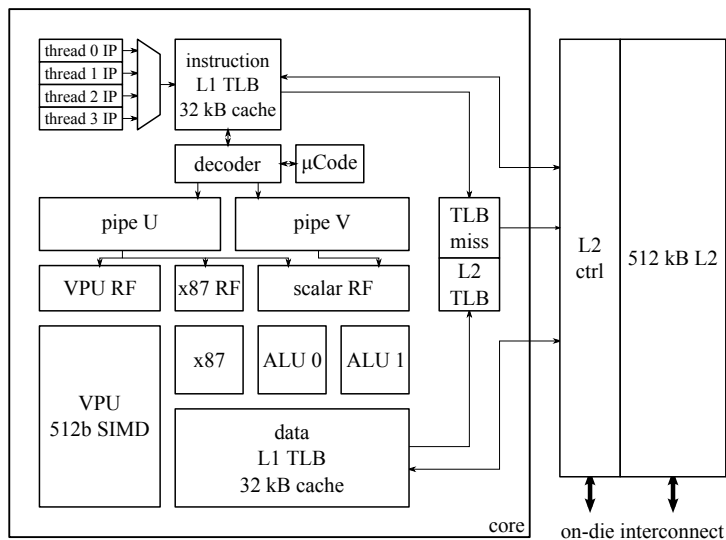 thread 0 IP
thread 1 IP
thread 2 IP
thread 3 IP
instruction
L1 TLB
32 kB cache
decoder
μCode
pipe U
pipe V
TLB
miss
L2
TLB
L2
ctrl
512 kB L2
VPU RF
x87 RF
scalar RF
VPU
512b SIMD
x87
ALU 0
ALU 1
data
L1 TLB
32 kB cache
core
on-die interconnect